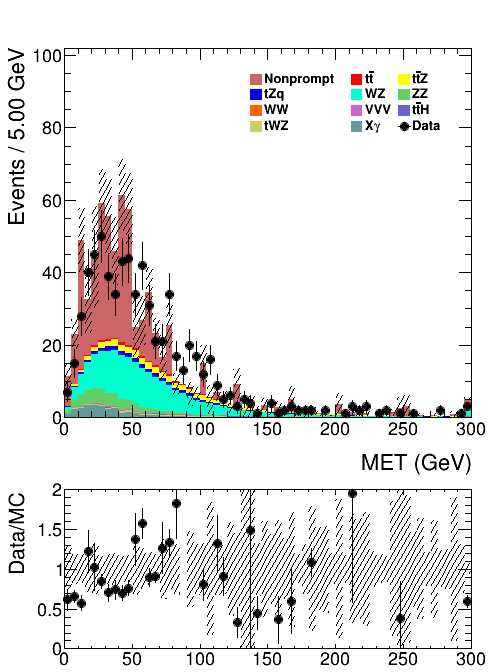 Events / 5.00 GeV
100
80
60
40
20
0
Nonprompt
tt̄
tt̄Z
tZq
WZ
ZZ
WW
VVV
tt̄H
tWZ
Xγ
Data
0 50 100 150 200 250 300
MET (GeV)
Data/MC
2
1.5
1
0.5
0
0 50 100 150 200 250 300